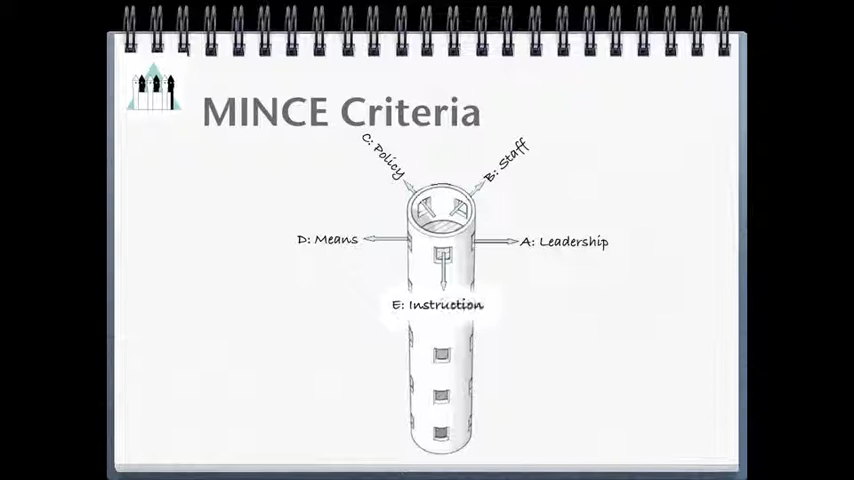 MINCE Criteria
C: Policy
B: Staff
D: Means
A: Leadership
E: Instruction